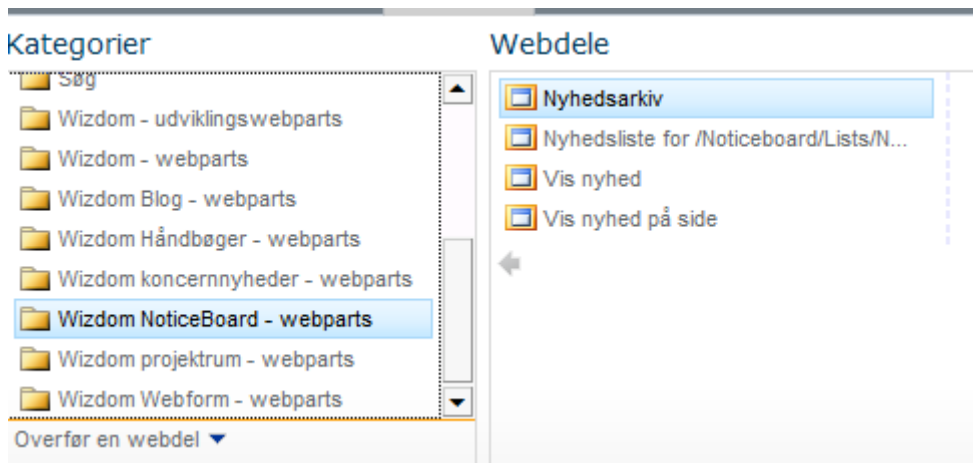 Kategorier
Søg
Wizdom - udviklingswebparts
Wizdom - webparts
Wizdom Blog - webparts
Wizdom Håndbøger - webparts
Wizdom koncernnyheder - webparts
Wizdom NoticeBoard - webparts
Wizdom projektrum - webparts
Wizdom Webform - webparts
Overfør en webdel
Webdele
Nyhedsarkiv
Nyhedsliste for /Noticeboard/Lists/N...
Vis nyhed
Vis nyhed på side